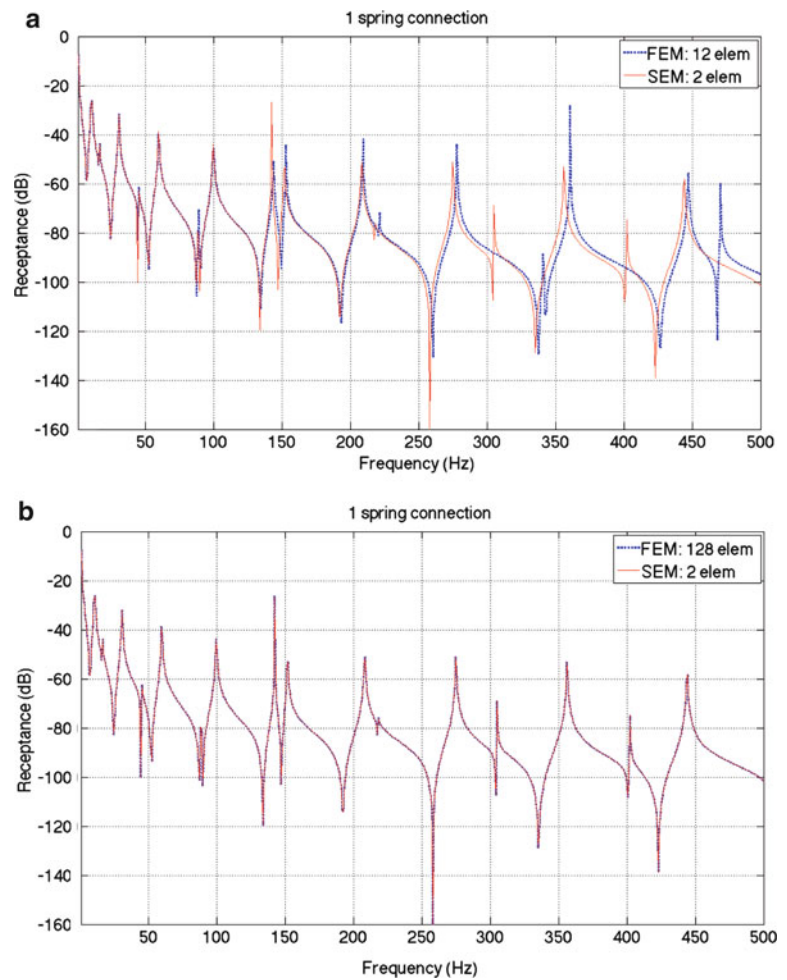 a
1 spring connection
FEM: 12 elem
SEM: 2 elem
0
-20
-40
-60
-80
-100
-120
-140
-160
Receptance (dB)
50 100 150 200 250 300 350 400 450 500
Frequency (Hz)
b
1 spring connection
FEM: 128 elem
SEM: 2 elem
0
-20
-40
-60
-80
-100
-120
-140
-160
Receptance (dB)
50 100 150 200 250 300 350 400 450 500
Frequency (Hz)